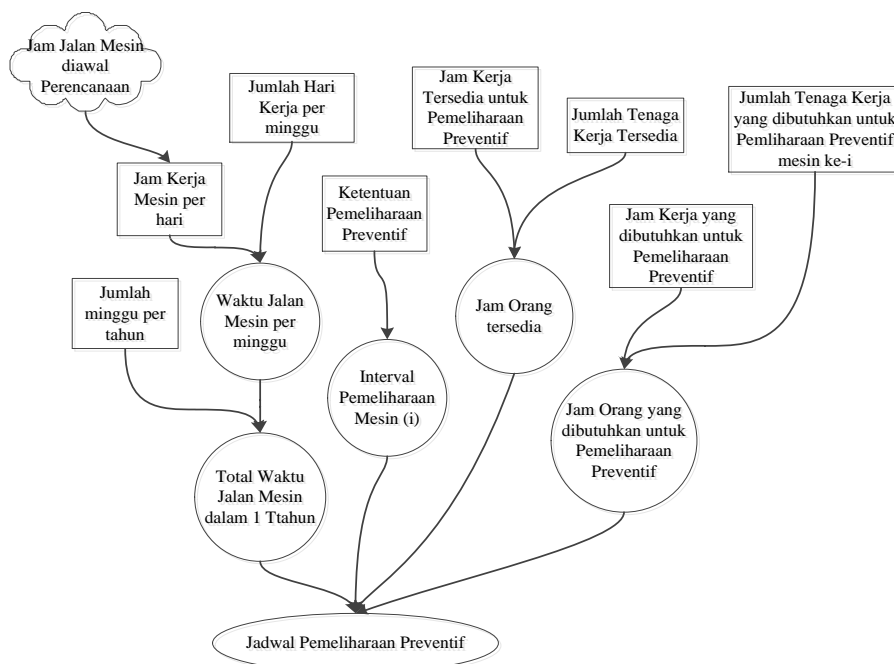 Jam Jalan Mesin
diawal
Perencanaan
Jumlah Hari
Kerja per
minggu
Jam Kerja
Tersedia untuk
Pemeliharaan
Preventif
Jumlah Tenaga
Kerja Tersedia
Jumlah Tenaga Kerja
yang dibutuhkan untuk
Pemliharaan Preventif
mesin ke-i
Jam Kerja
Mesin per
hari
Ketentuan
Pemeliharaan
Preventif
Jam Kerja yang
dibutuhkan untuk
Pemeliharaan
Preventif
Jumlah
minggu per
tahun
Waktu Jalan
Mesin per
minggu
Jam Orang
tersedia
Interval
Pemeliharaan
Mesin (i)
Jam Orang yang
dibutuhkan untuk
Pemeliharaan
Preventif
Total Waktu
Jalan Mesin
dalam 1 Ttahun
Jadwal Pemeliharaan Preventif